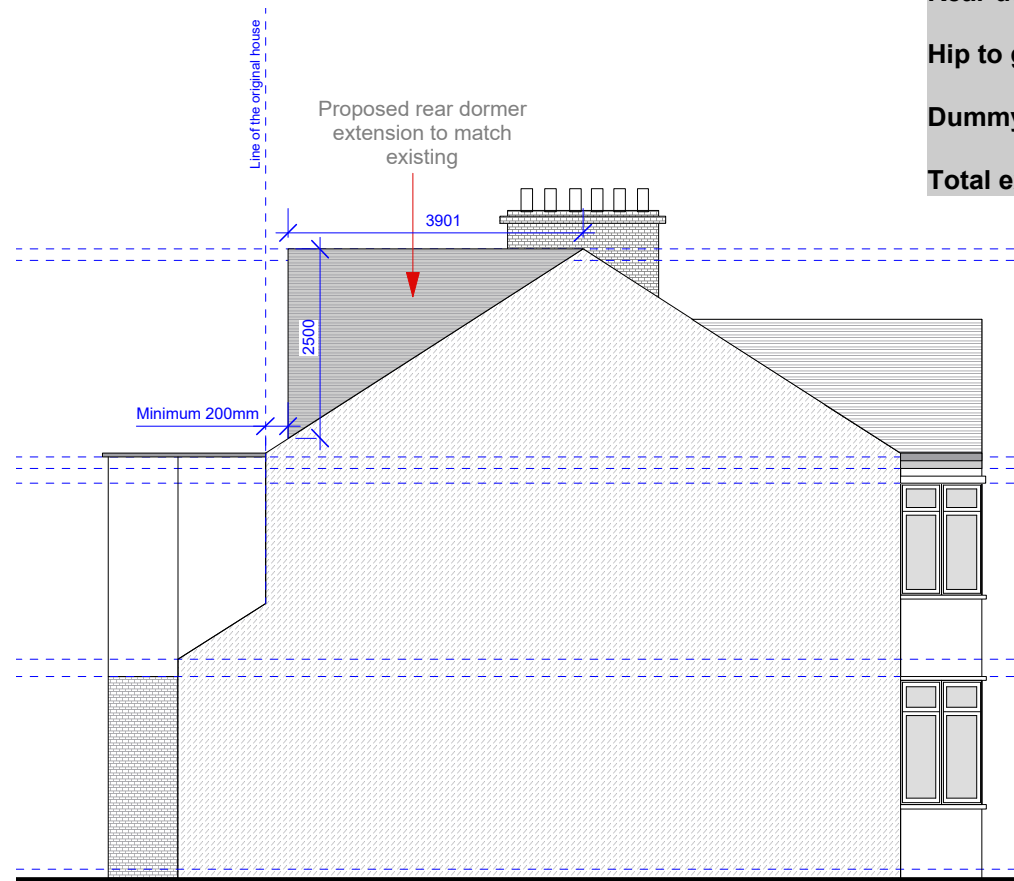 Line of the original house
Proposed rear dormer
extension to match
existing
3901
2500
Minimum 200mm
Hip to
Dummy
Total e